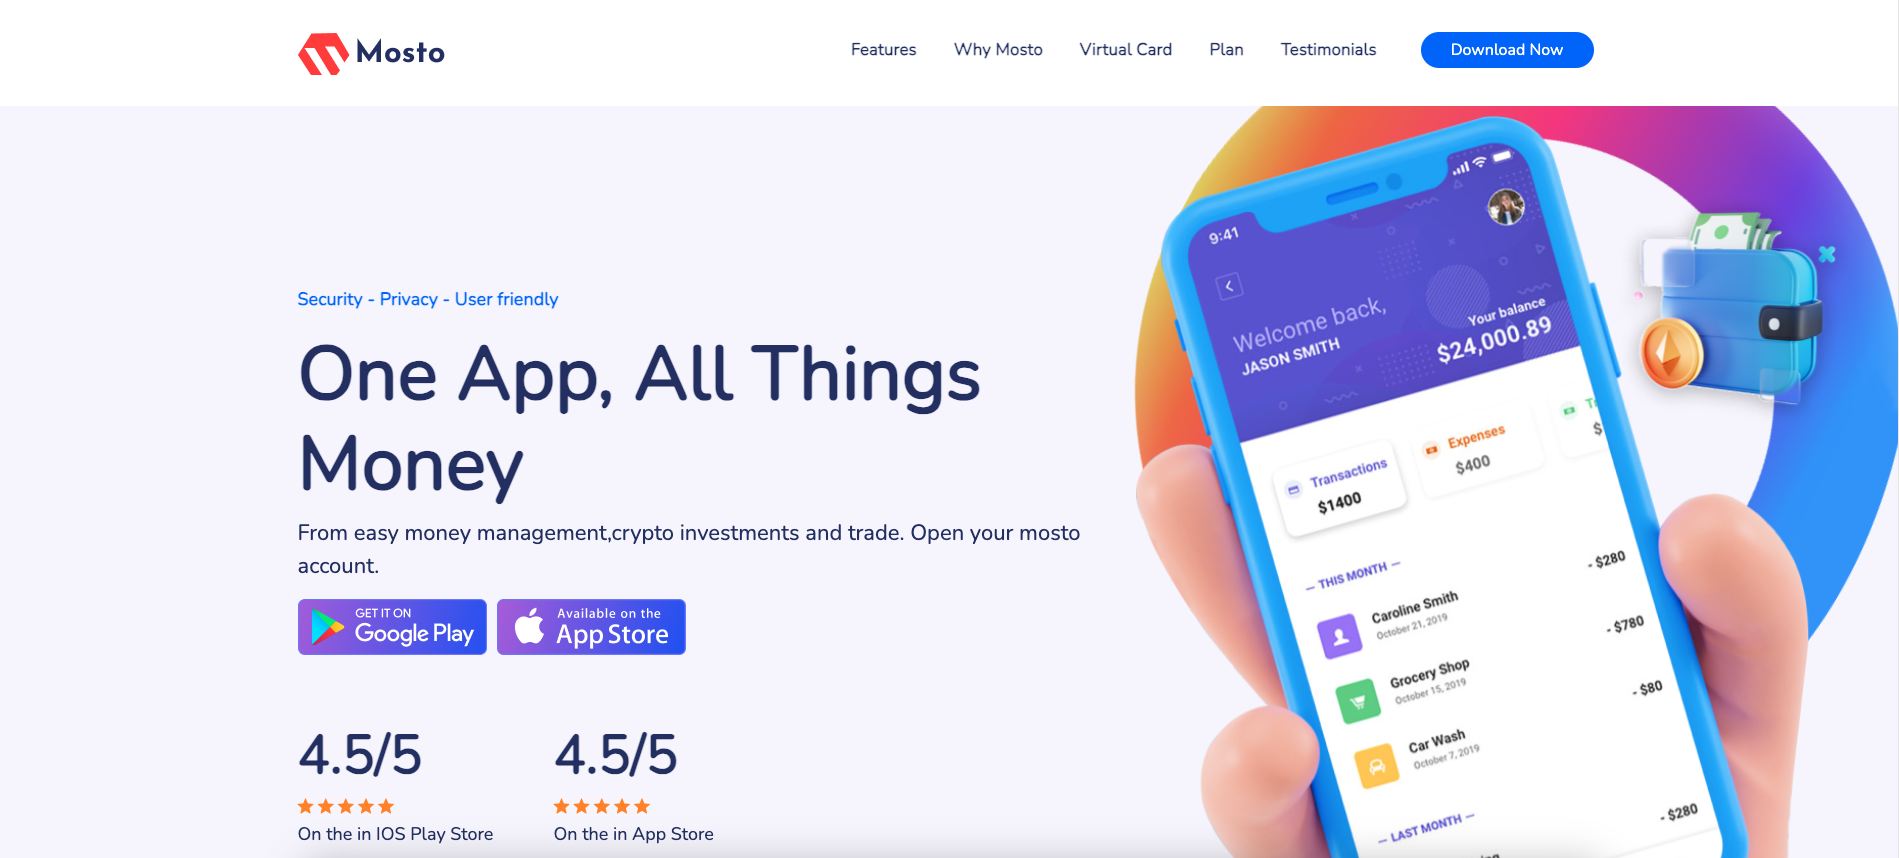 Mosto
Features
Why Mosto
Virtual Card
Plan
Testimonials
Download Now
Security - Privacy - User friendly
One App, All Things
Money
From easy money management,crypto investments and trade. Open your mosto
account.
GET IT ON
Google Play
Available on the
App Store
4.5/5
On the in IOS Play Store
4.5/5
On the in App Store
9:41
Welcome back,
JASON SMITH
Your balance
$24,000.89
Transactions
$1400
Expenses
$400
$
— THIS MONTH —
Caroline Smith
October 21, 2019
- $280
Grocery Shop
October 15, 2019
- $780
Car Wash
October 7, 2019
- $80
— LAST MONTH —
- $280